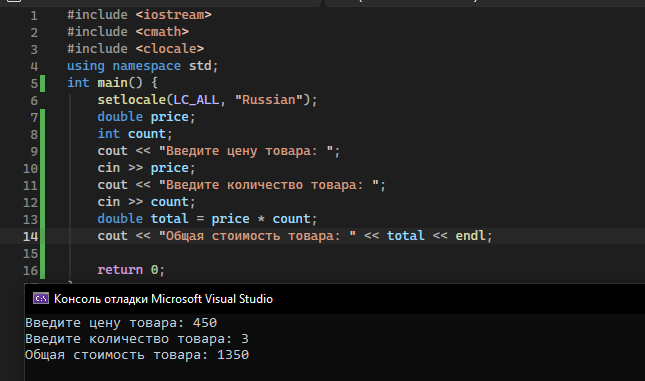 1 #include <iostream>
2 #include <cmath>
3 #include <clocale>
4 using namespace std;
5 int main() {
6 setlocale(LC_ALL, "Russian");
7 double price;
8 int count;
9 cout << "Введите цену товара: ";
10 cin >> price;
11 cout << "Введите количество товара: ";
12 cin >> count;
13 double total = price * count;
14 cout << "Общая стоимость товара: " << total << endl;
15
16 return 0;
Консоль отладки Microsoft Visual Studio
Введите цену товара: 450
Введите количество товара: 3
Общая стоимость товара: 1350